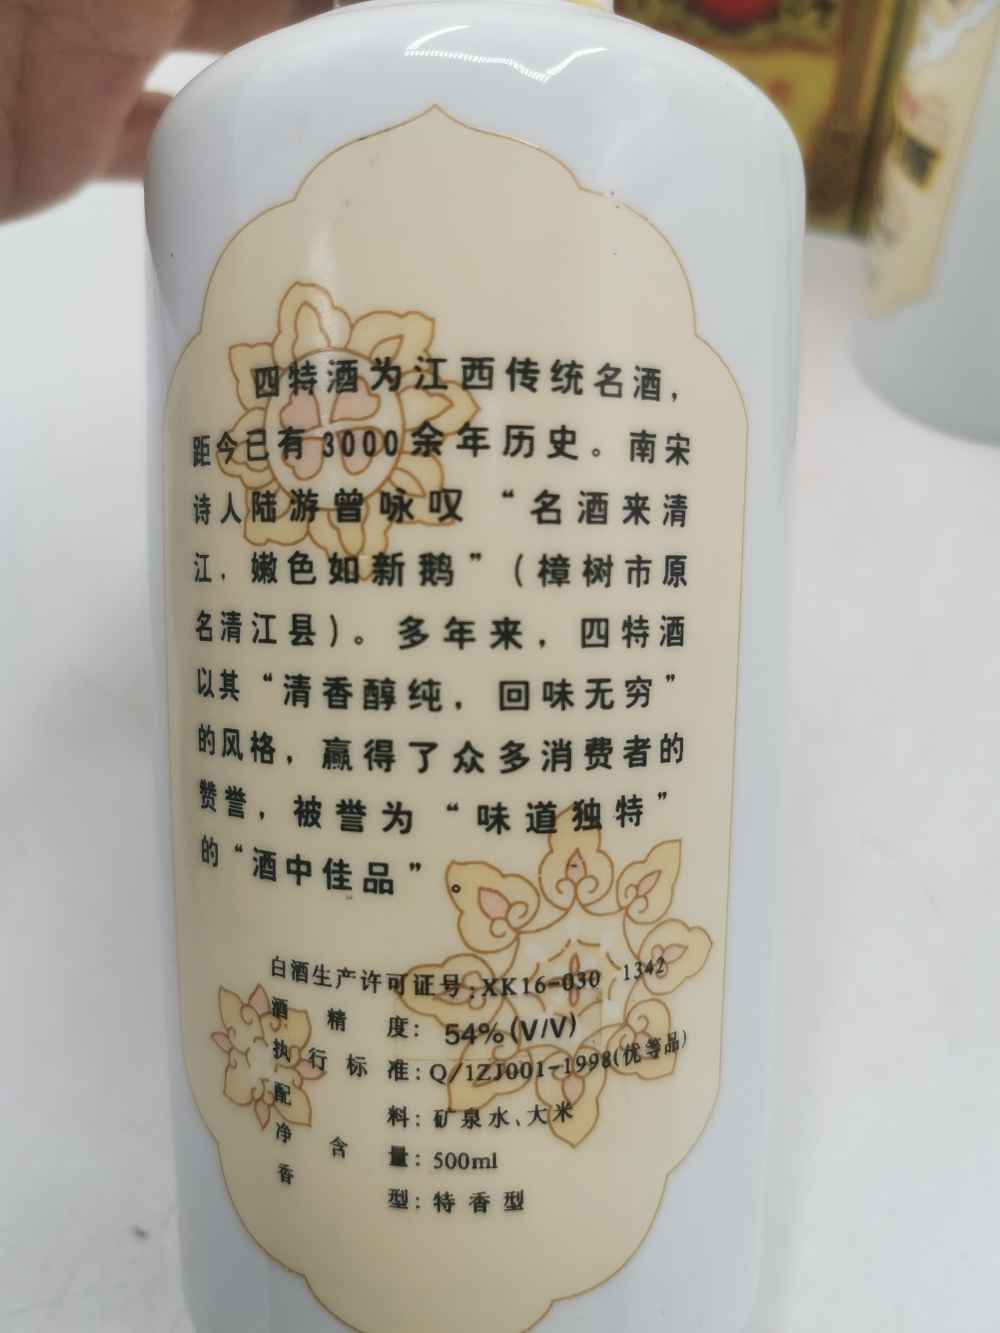 四特酒为江西传统名酒，
距今已有3000余年历史。南宋
诗人陆游曾咏叹“名酒来清
江，嫩色如新鹅”（樟树市原
名清江县）。多年来，四特酒
以其“清香醇纯，回味无穷”
的风格，赢得了众多消费者的
赞誉，被誉为“味道独特”
的“酒中佳品”。
白酒生产许可证号:XK16-030 1342
酒精度: 54%(V/V)
执行标准: Q/1ZJ001-1998(优等品)
配料: 矿泉水、大米
净含量: 500ml
香型: 特香型